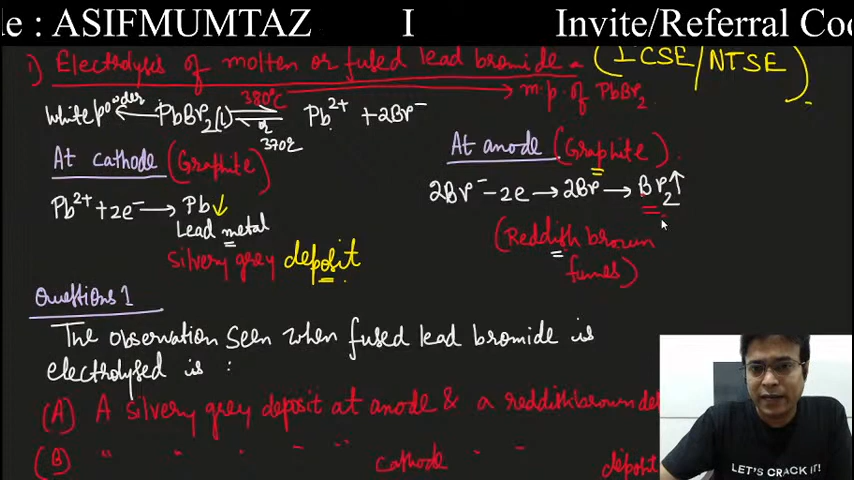 e : ASIFMUMTAZ I Invite/Referral Co
1) Electrolysis of molten or fused lead bromide - (ICSE/NTSE)
380°C → m.p. of PbBr2
White powder ← PbBr2(l) ⇌ Pb2+ + 2Br-
or
370°C
At cathode (Graphite)
At anode (Graphite)
Pb2+ + 2e- → Pb↓
2Br- - 2e → 2Br → Br2↑
Lead metal
(Reddish brown
silvery grey deposit
fumes)
Questions 1
The observation seen when fused lead bromide is
electrolysed is :
(A) A silvery grey deposit at anode & a reddish brown de
(B) " " " - " cathode " - deposit
LET'S CRACK IT!